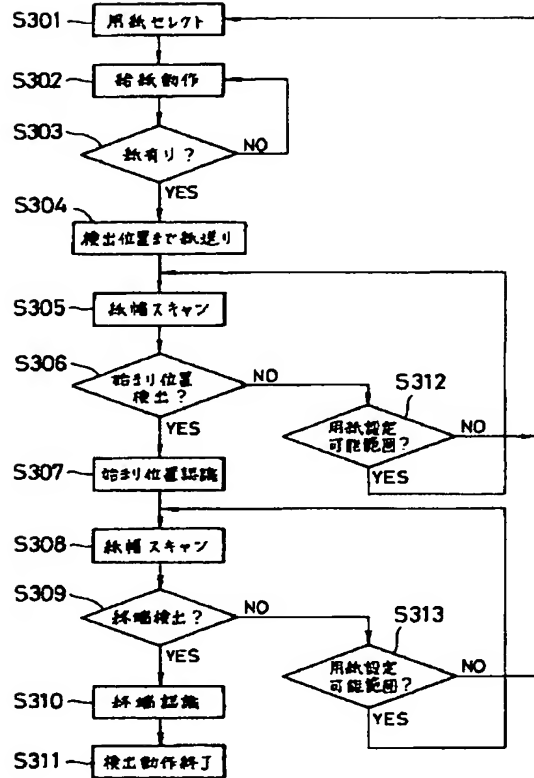 S301 用紙セレクト
S302 給紙動作
S303 紙有り? NO
YES
S304
検出位置まで紙送り
S305 紙幅スキャン
S306 始まり位置
検出? NO
YES
S312
用紙設定
可能範囲? NO
YES
S307 始まり位置認識
S308 紙幅スキャン
S309 終端検出? NO
YES
S313
用紙設定
可能範囲? NO
YES
S310 終端認識
S311 検出動作終了